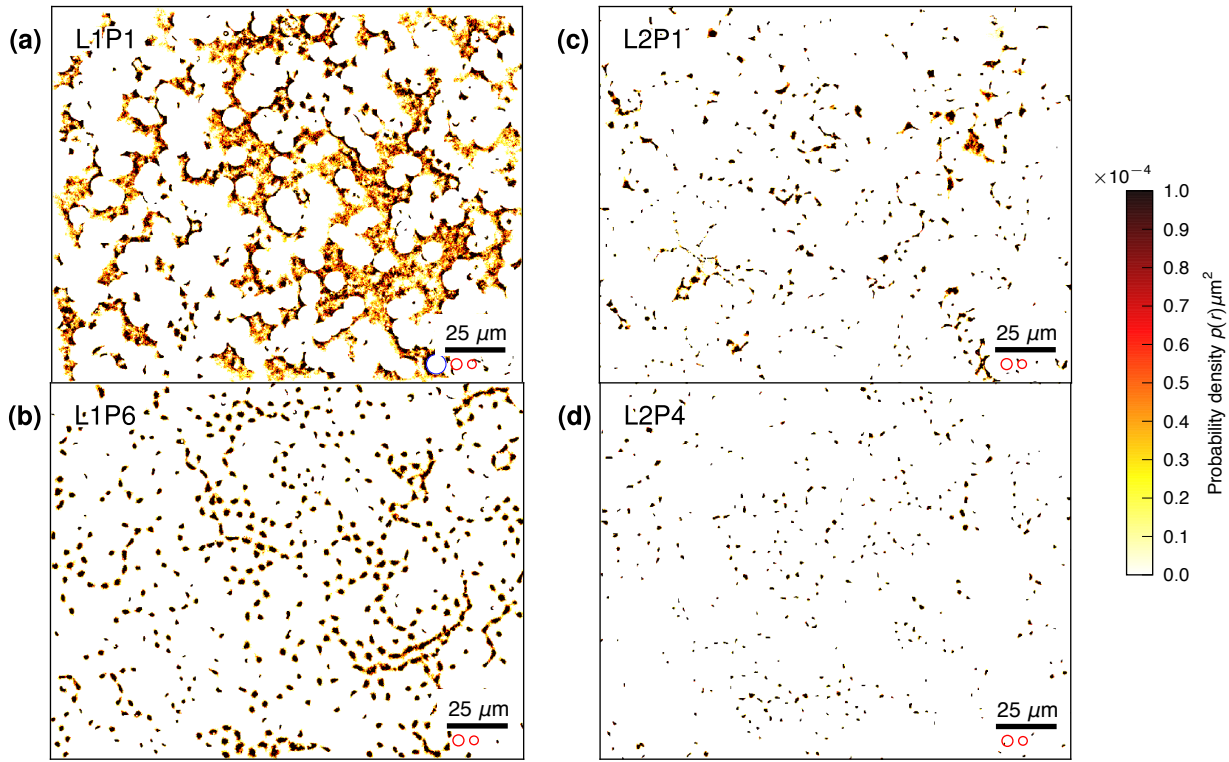 (a) L1P1
25 μm
(c) L2P1
25 μm
(b) L1P6
25 μm
(d) L2P4
25 μm
×10⁻⁴
1.0
0.9
0.8
0.7
0.6
0.5
0.4
0.3
0.2
0.1
0.0
Probability density p(r) μm²